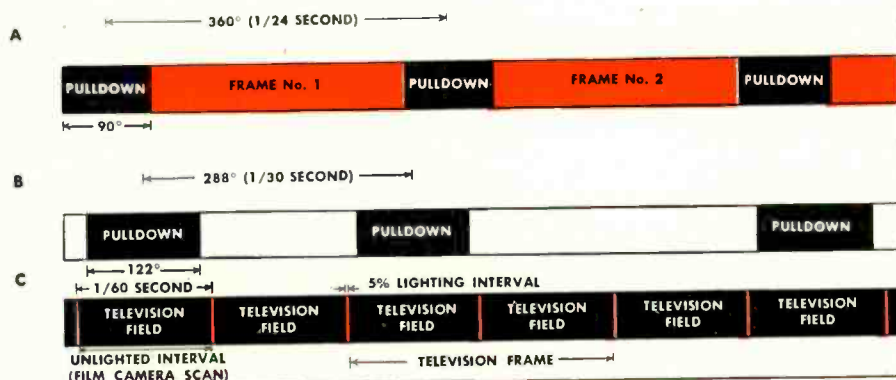 A
360° (1/24 SECOND)
PULLDOWN
FRAME No. 1
PULLDOWN
FRAME No. 2
PULLDOWN
90°
B
288° (1/30 SECOND)
PULLDOWN
PULLDOWN
PULLDOWN
122°
C
1/60 SECOND
5% LIGHTING INTERVAL
TELEVISION
FIELD
TELEVISION
FIELD
TELEVISION
FIELD
TELEVISION
FIELD
TELEVISION
FIELD
TELEVISION
FIELD
UNLIGHTED INTERVAL
(FILM CAMERA SCAN)
TELEVISION FRAME